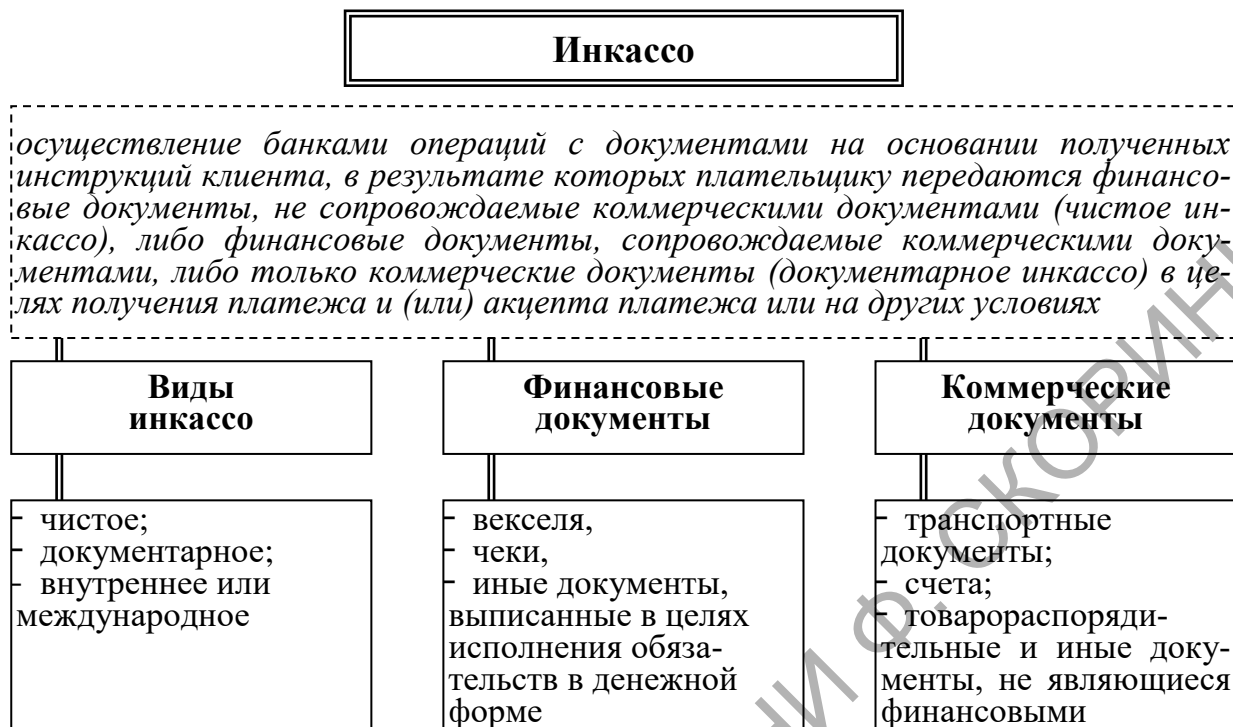 Инкассо
осуществление банками операций с документами на основании полученных
инструкций клиента, в результате которых плательщику передаются финансо-
вые документы, не сопровождаемые коммерческими документами (чистое ин-
кассо), либо финансовые документы, сопровождаемые коммерческими доку-
ментами, либо только коммерческие документы (документарное инкассо) в це-
лях получения платежа и (или) акцепта платежа или на других условиях
Виды
инкассо
- чистое;
- документарное;
- внутреннее или
международное
Финансовые
документы
- векселя,
- чеки,
- иные документы,
выписанные в целях
исполнения обяза-
тельств в денежной
форме
Коммерческие
документы
- транспортные
документы;
- счета;
- товарораспоряди-
тельные и иные доку-
менты, не являющиеся
финансовыми
Ф. СКОРИНЫ